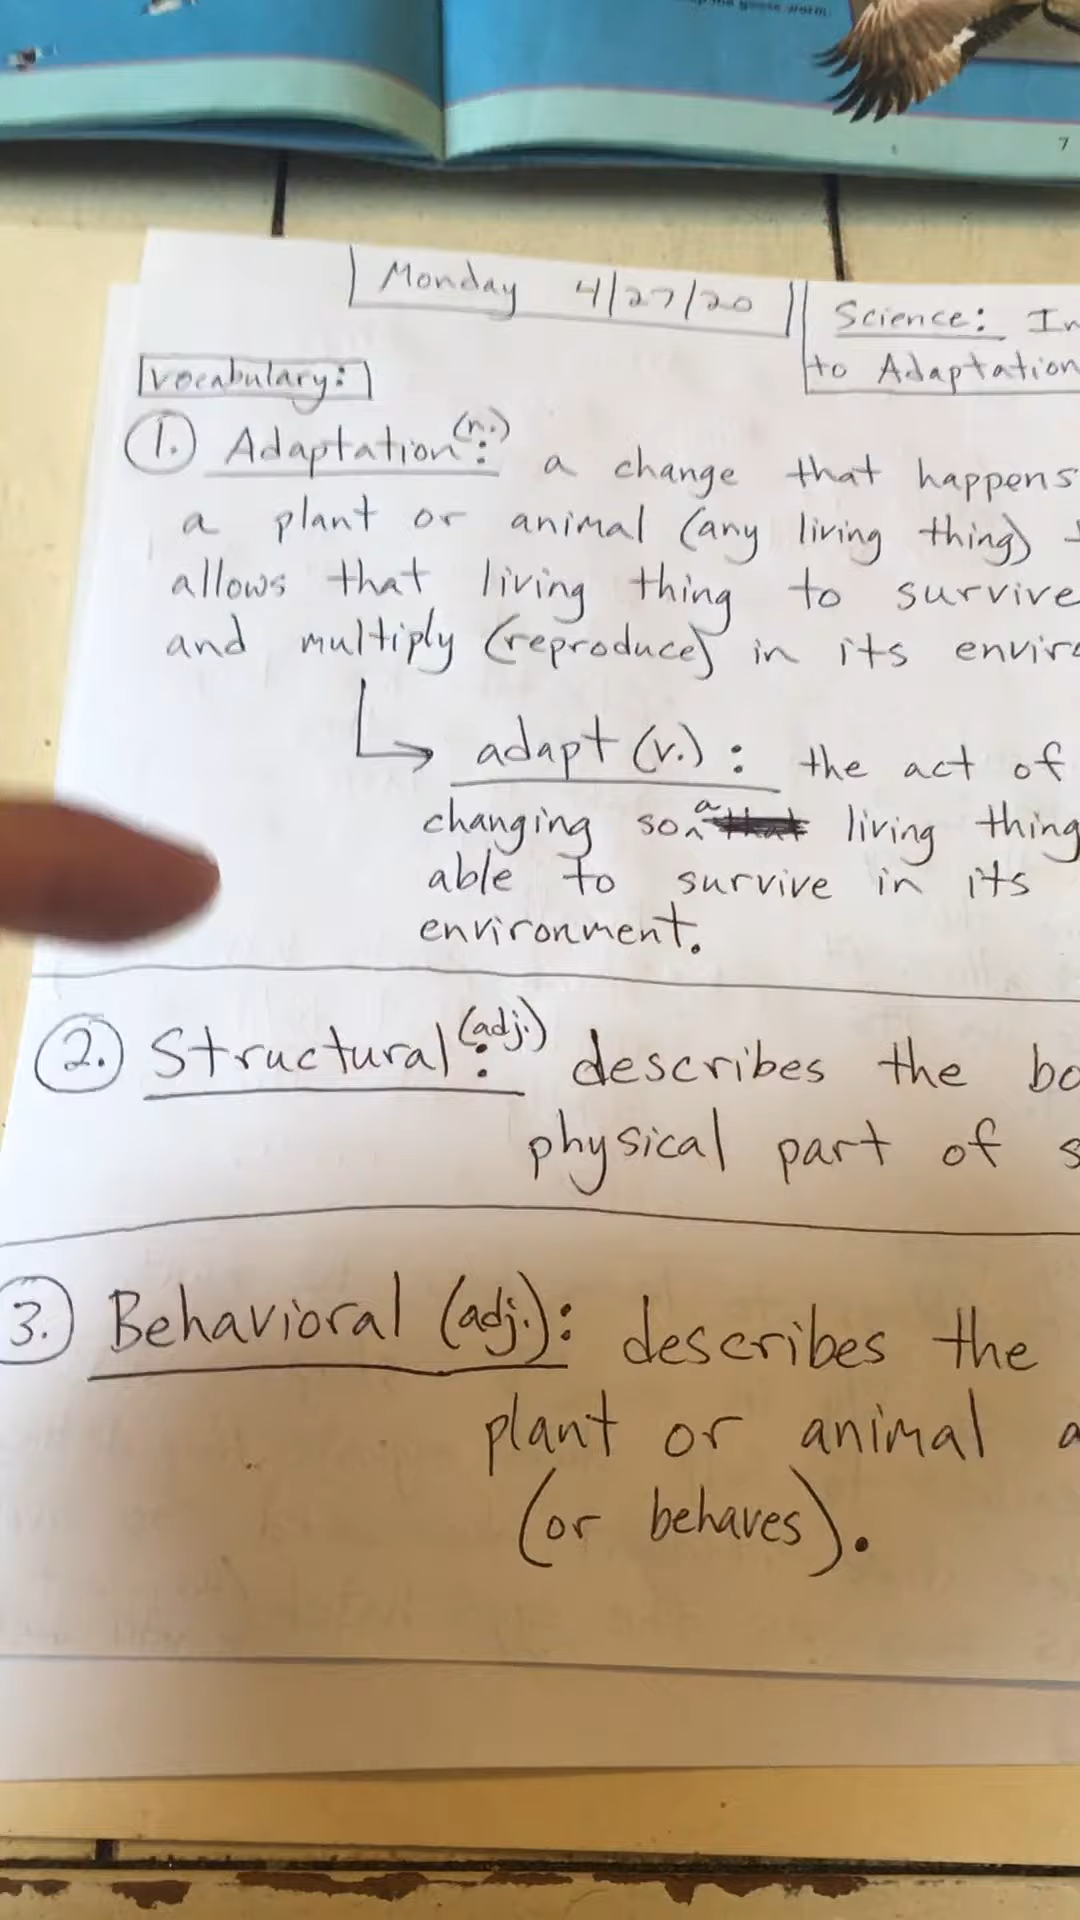 goose worm.
7
Monday 4/27/20
Science:
to Adaptation
Vocabulary:
1. Adaptation (n.): a change that happens
a plant or animal (any living thing)
allows that living thing to survive
and multiply (reproduce) in its
adapt (v.): the act of
changing so a living thing
able to survive in its
environment.
2. Structural (adj.): describes the
physical part of
3. Behavioral (adj.): describes the
plant or animal
(or behaves).